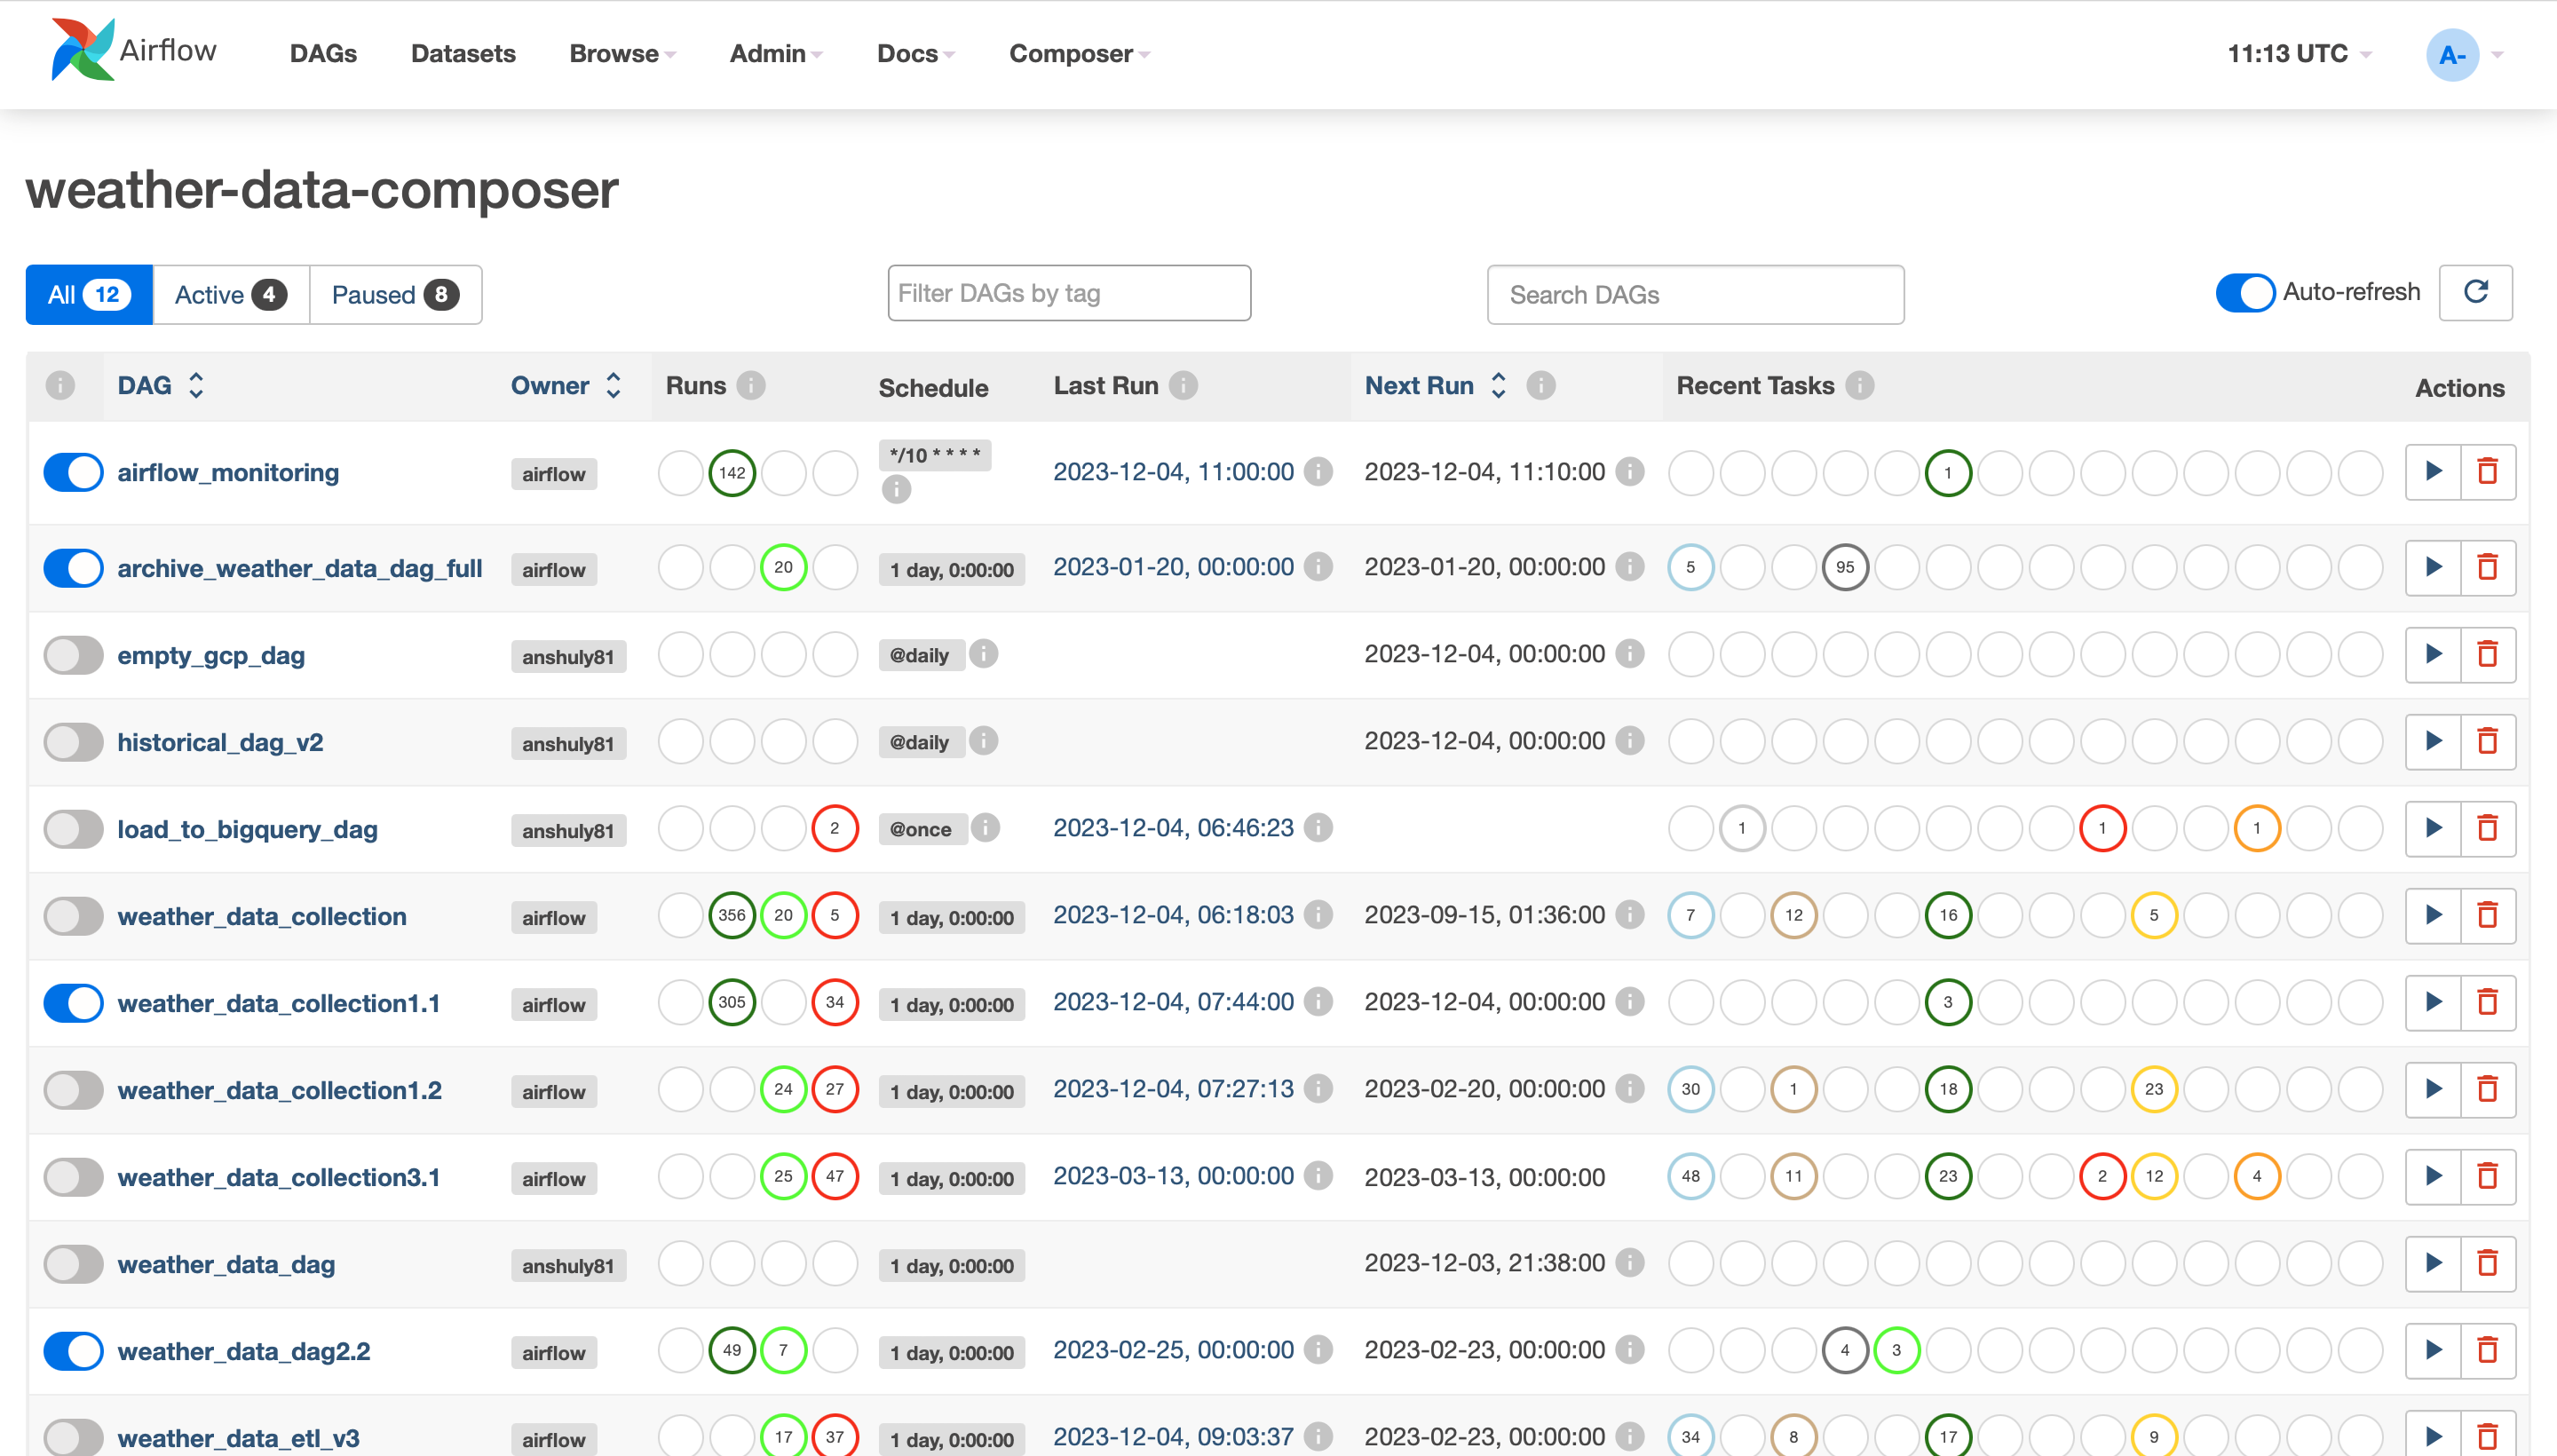 Airflow DAGs Datasets Browse Admin Docs Composer 11:13 UTC A-
weather-data-composer
All 12 Active 4 Paused 8 Filter DAGs by tag Search DAGs Auto-refresh
DAG Owner Runs Schedule Last Run Next Run Recent Tasks Actions
airflow_monitoring airflow 142 */10 * * * * 2023-12-04, 11:00:00 2023-12-04, 11:10:00 1
archive_weather_data_dag_full airflow 20 1 day, 0:00:00 2023-01-20, 00:00:00 2023-01-20, 00:00:00 5 95
empty_gcp_dag anshuly81 @daily 2023-12-04, 00:00:00
historical_dag_v2 anshuly81 @daily 2023-12-04, 00:00:00
load_to_bigquery_dag anshuly81 2 @once 2023-12-04, 06:46:23 1 1 1
weather_data_collection airflow 356 20 5 1 day, 0:00:00 2023-12-04, 06:18:03 2023-09-15, 01:36:00 7 12 16 5
weather_data_collection1.1 airflow 305 34 1 day, 0:00:00 2023-12-04, 07:44:00 2023-12-04, 00:00:00 3
weather_data_collection1.2 airflow 24 27 1 day, 0:00:00 2023-12-04, 07:27:13 2023-02-20, 00:00:00 30 1 18 23
weather_data_collection3.1 airflow 25 47 1 day, 0:00:00 2023-03-13, 00:00:00 2023-03-13, 00:00:00 48 11 23 2 12 4
weather_data_dag anshuly81 1 day, 0:00:00 2023-12-03, 21:38:00
weather_data_dag2.2 airflow 49 7 1 day, 0:00:00 2023-02-25, 00:00:00 2023-02-23, 00:00:00 4 3
weather_data_etl_v3 airflow 17 37 1 day, 0:00:00 2023-12-04, 09:03:37 2023-02-23, 00:00:00 34 8 17 9